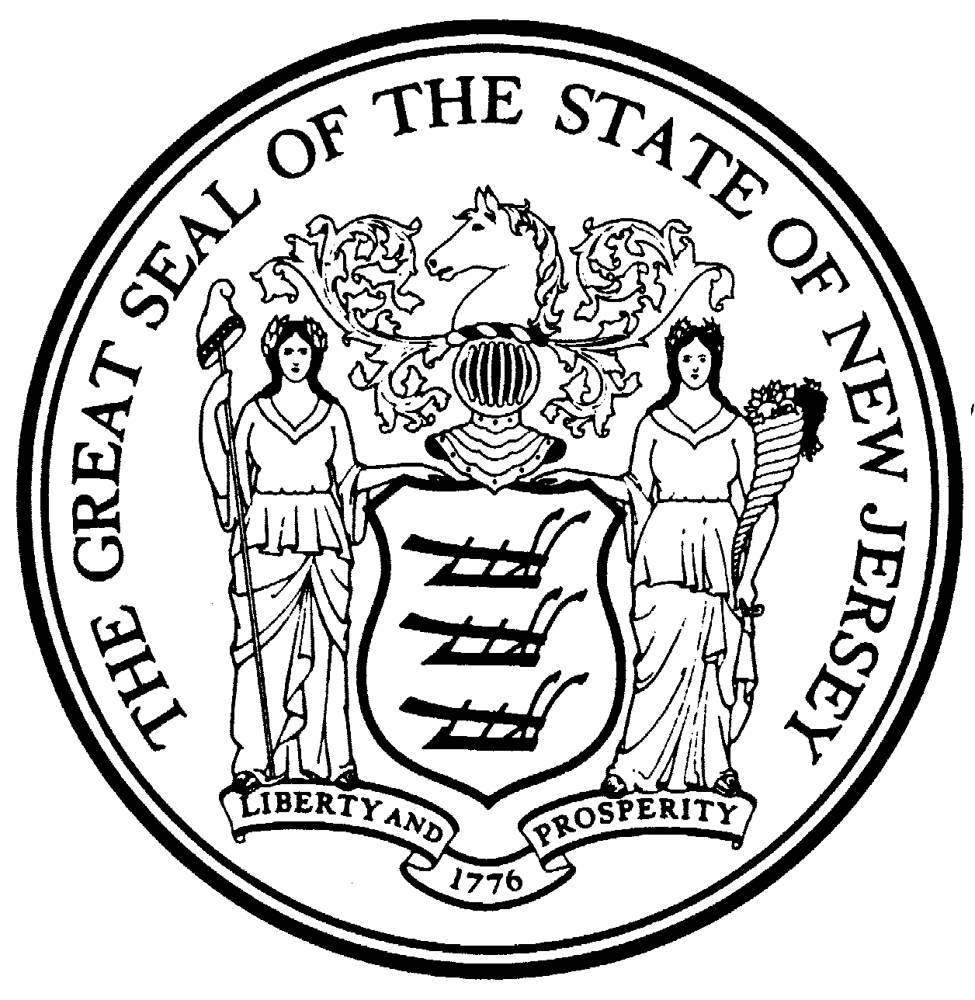 THE GREAT SEAL OF THE STATE OF NEW JERSEY
LIBERTY AND
PROSPERITY
1776